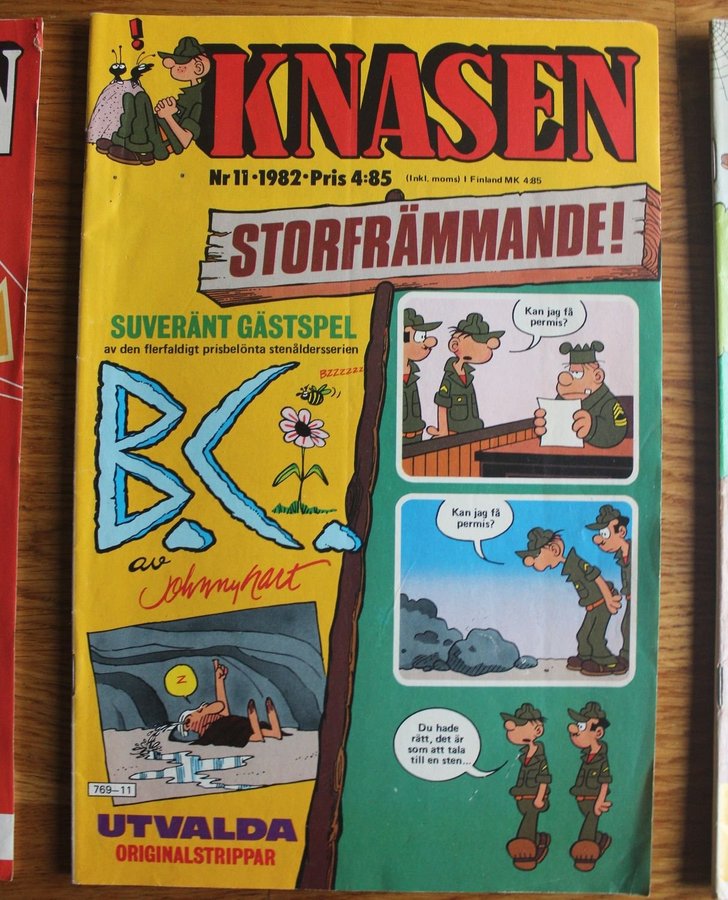 !
KNASEN
Nr 11 • 1982 • Pris 4:85 (Inkl. moms) I Finland MK 4:85
STORFRÄMMANDE!
SUVERÄNT GÄSTSPEL
av den flerfaldigt prisbelönta stenåldersserien
BZZZZZZZ
B.C.
av
Johnny hart
Z
769–11
UTVALDA
ORIGINALSTRIPPAR
Kan jag få
permis?
Kan jag få
permis?
Du hade
rätt, det är
som att tala
till en sten...
N